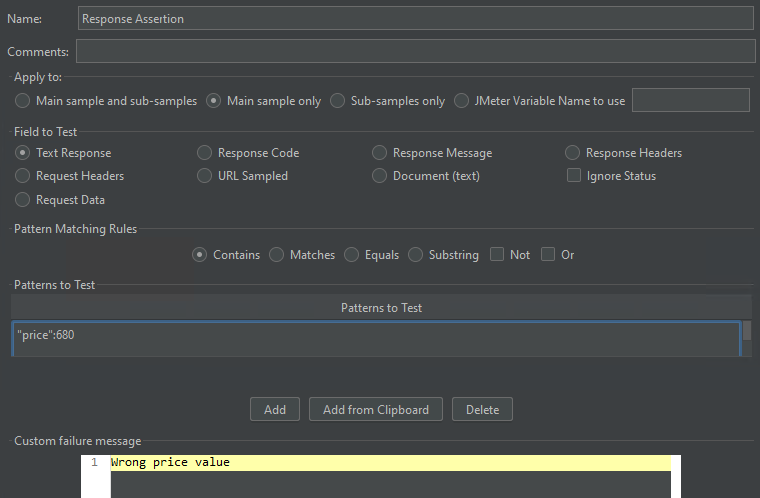 Name: Response Assertion
Comments:
Apply to:
Main sample and sub-samples Main sample only Sub-samples only JMeter Variable Name to use
Field to Test
Text Response Response Code Response Message Response Headers
Request Headers URL Sampled Document (text) Ignore Status
Request Data
Pattern Matching Rules
Contains Matches Equals Substring Not Or
Patterns to Test
Patterns to Test
"price":680
Add Add from Clipboard Delete
Custom failure message
1 Wrong price value